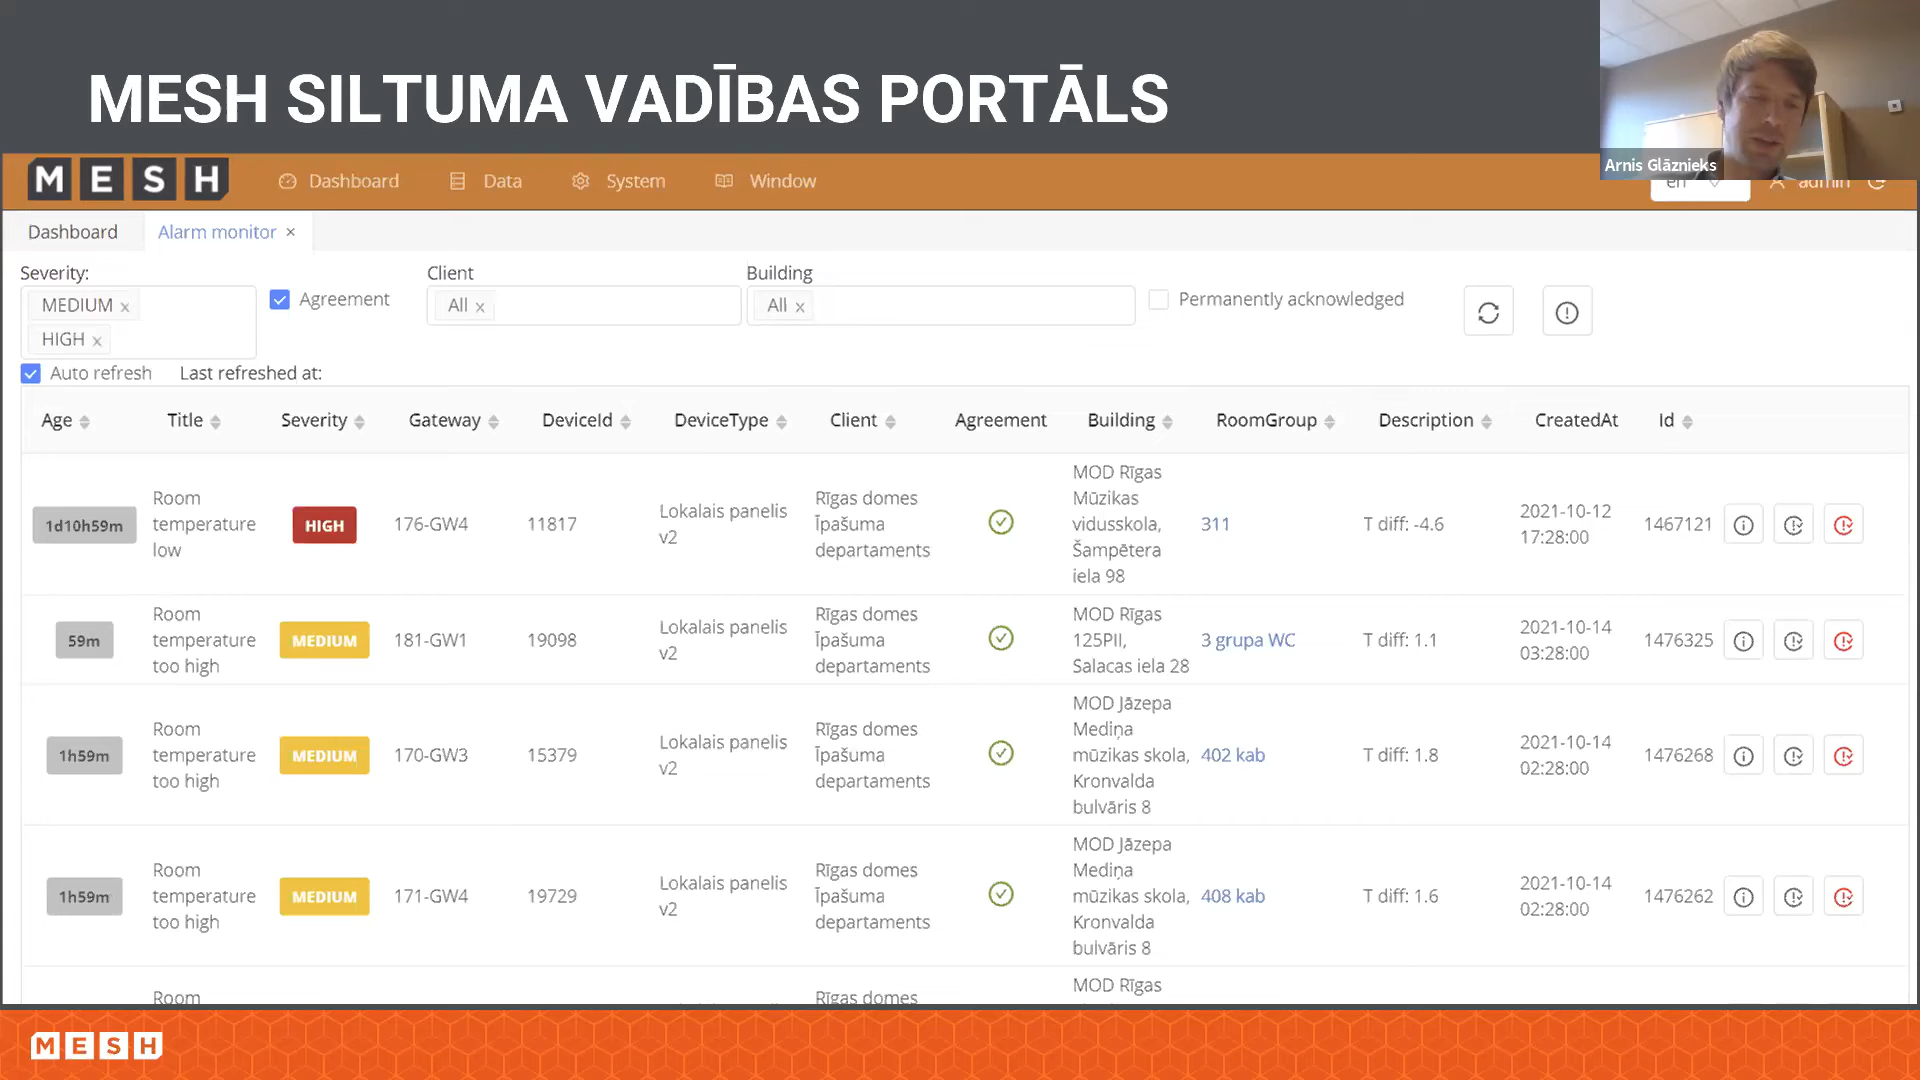 MESH SILTUMA VADĪBAS PORTĀLS
Arnis Glāznieks
MESH
Dashboard
Data
System
Window
en
admin
Dashboard
Alarm monitor ×
Severity:
MEDIUM x
HIGH x
Agreement
Client
All x
Building
All x
Permanently acknowledged
Auto refresh
Last refreshed at:
Age Title Severity Gateway DeviceId DeviceType Client Agreement Building RoomGroup Description CreatedAt Id
1d10h59m
Room
temperature
low
HIGH
176-GW4
11817
Lokalais panelis
v2
Rīgas domes
Īpašuma
departaments
MOD Rīgas
Mūzikas
vidusskola,
Šampētera
iela 98
311
T diff: -4.6
2021-10-12
17:28:00
1467121
59m
Room
temperature
too high
MEDIUM
181-GW1
19098
Lokalais panelis
v2
Rīgas domes
Īpašuma
departaments
MOD Rīgas
125PII,
Salacas iela 28
3 grupa WC
T diff: 1.1
2021-10-14
03:28:00
1476325
1h59m
Room
temperature
too high
MEDIUM
170-GW3
15379
Lokalais panelis
v2
Rīgas domes
Īpašuma
departaments
MOD Jāzepa
Mediņa
mūzikas skola,
Kronvalda
bulvāris 8
402 kab
T diff: 1.8
2021-10-14
02:28:00
1476268
1h59m
Room
temperature
too high
MEDIUM
171-GW4
19729
Lokalais panelis
v2
Rīgas domes
Īpašuma
departaments
MOD Jāzepa
Mediņa
mūzikas skola,
Kronvalda
bulvāris 8
408 kab
T diff: 1.6
2021-10-14
02:28:00
1476262
Room
Rīgas domes
MOD Rīgas
MESH